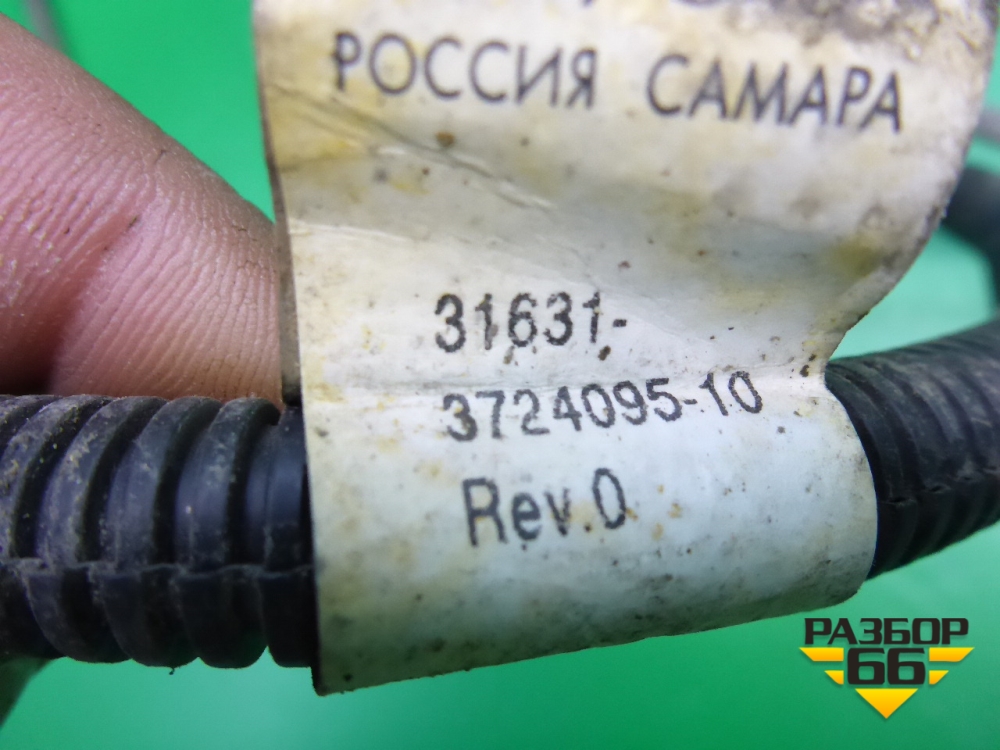 РОССИЯ САМАРА
31631-
3724095-10
Rev.0
РАЗБОР
66